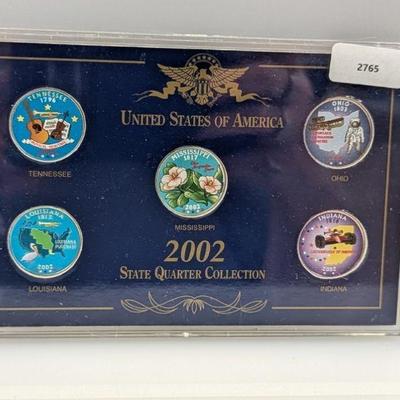 2765
UNITED STATES OF AMERICA
TENNESSEE
1796
TENNESSEE
OHIO
1803
OHIO
MISSISSIPPI
1817
2002
MISSISSIPPI
LOUISIANA
1812
LOUISIANA
PURCHASE
2002
LOUISIANA
INDIANA
2002
INDIANA
2002
STATE QUARTER COLLECTION